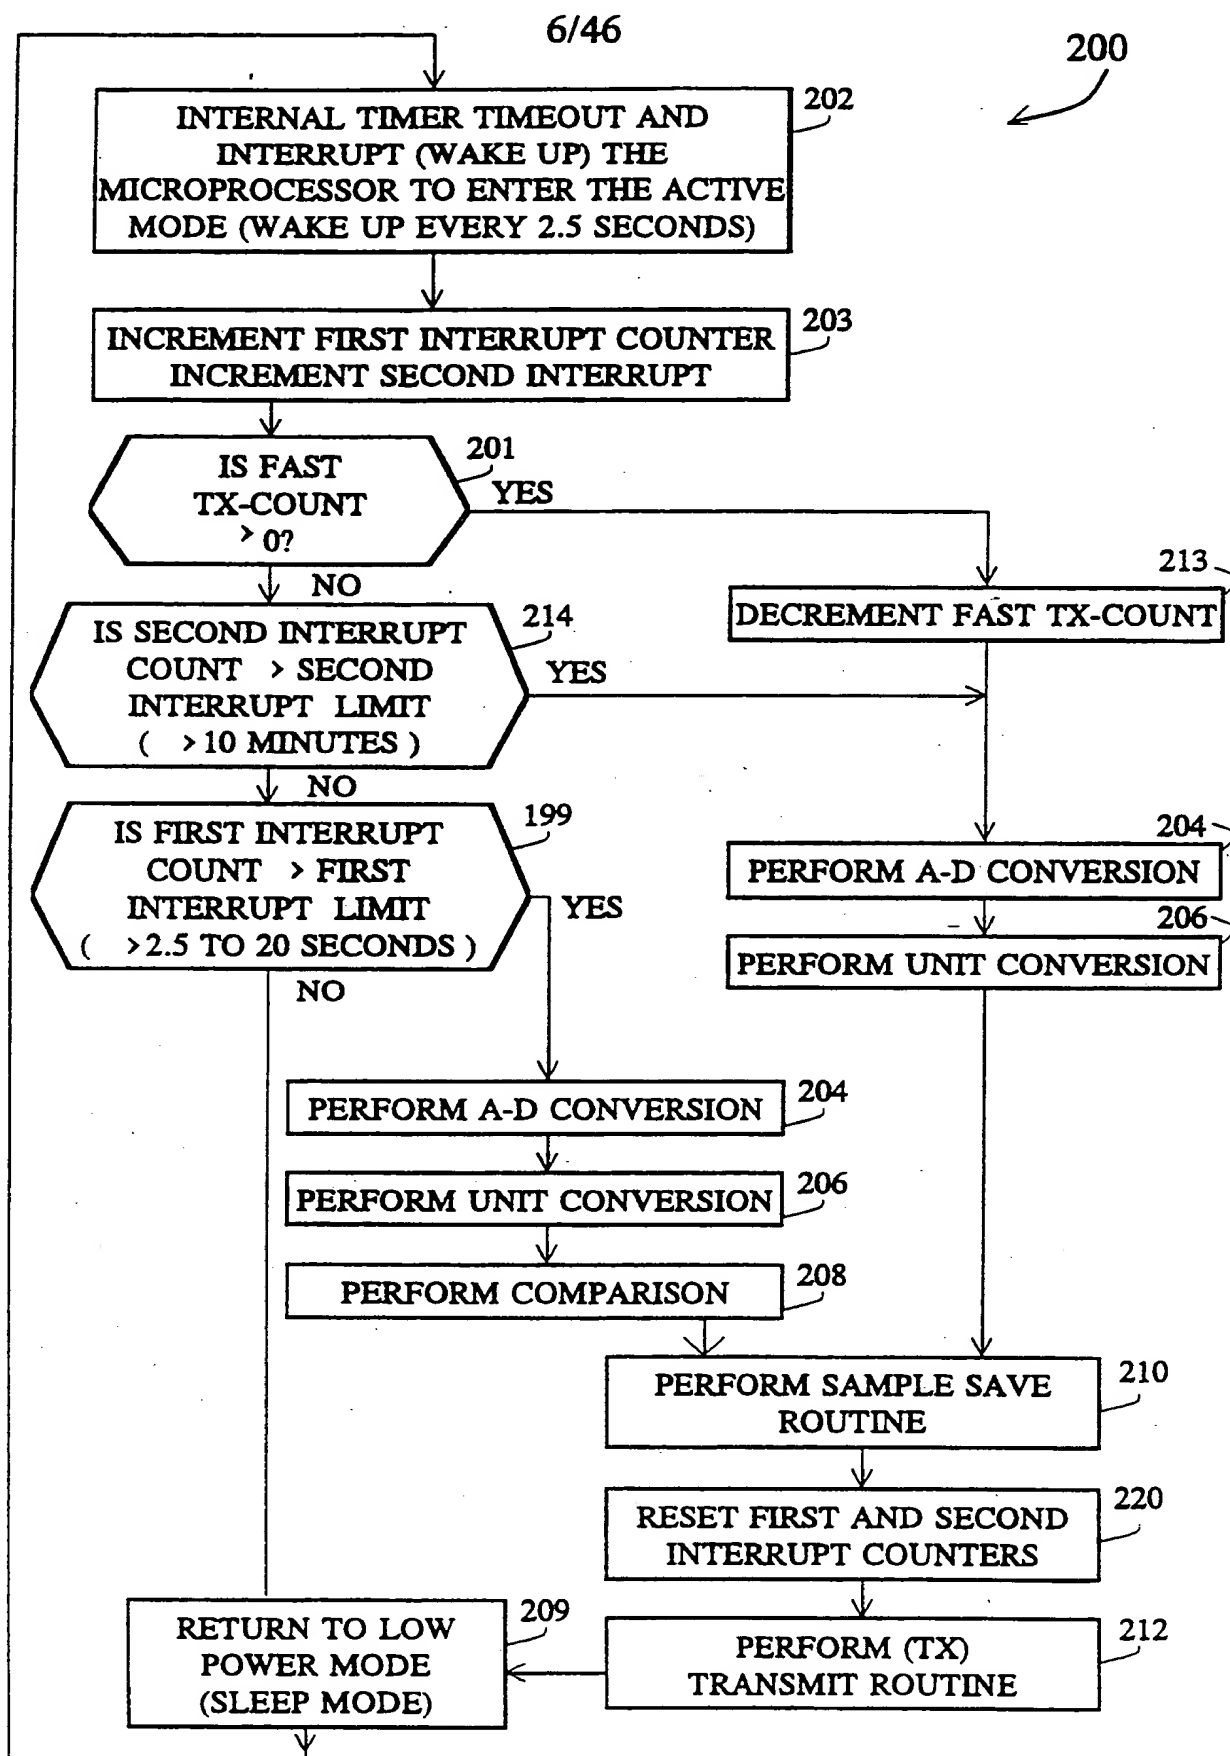 6/46
200
INTERNAL TIMER TIMEOUT AND
INTERRUPT (WAKE UP) THE
MICROPROCESSOR TO ENTER THE ACTIVE
MODE (WAKE UP EVERY 2.5 SECONDS)
202
INCREMENT FIRST INTERRUPT COUNTER
INCREMENT SECOND INTERRUPT
203
IS FAST
TX-COUNT
> 0?
201
YES
NO
213
DECREMENT FAST TX-COUNT
IS SECOND INTERRUPT
COUNT > SECOND
INTERRUPT LIMIT
( > 10 MINUTES )
214
YES
NO
IS FIRST INTERRUPT
COUNT > FIRST
INTERRUPT LIMIT
( > 2.5 TO 20 SECONDS )
199
YES
NO
204
PERFORM A-D CONVERSION
206
PERFORM UNIT CONVERSION
PERFORM A-D CONVERSION
204
PERFORM UNIT CONVERSION
206
PERFORM COMPARISON
208
PERFORM SAMPLE SAVE
ROUTINE
210
RESET FIRST AND SECOND
INTERRUPT COUNTERS
220
PERFORM (TX)
TRANSMIT ROUTINE
212
RETURN TO LOW
POWER MODE
(SLEEP MODE)
209